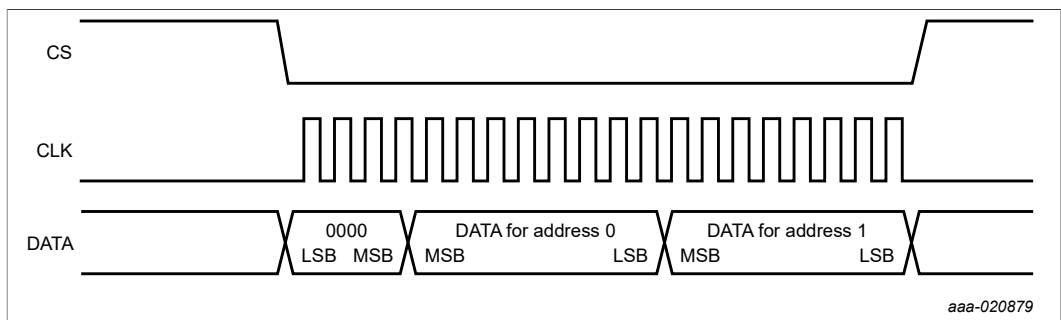 CS
CLK
DATA
0000
LSB MSB
DATA for address 0
MSB LSB
DATA for address 1
MSB LSB
aaa-020879